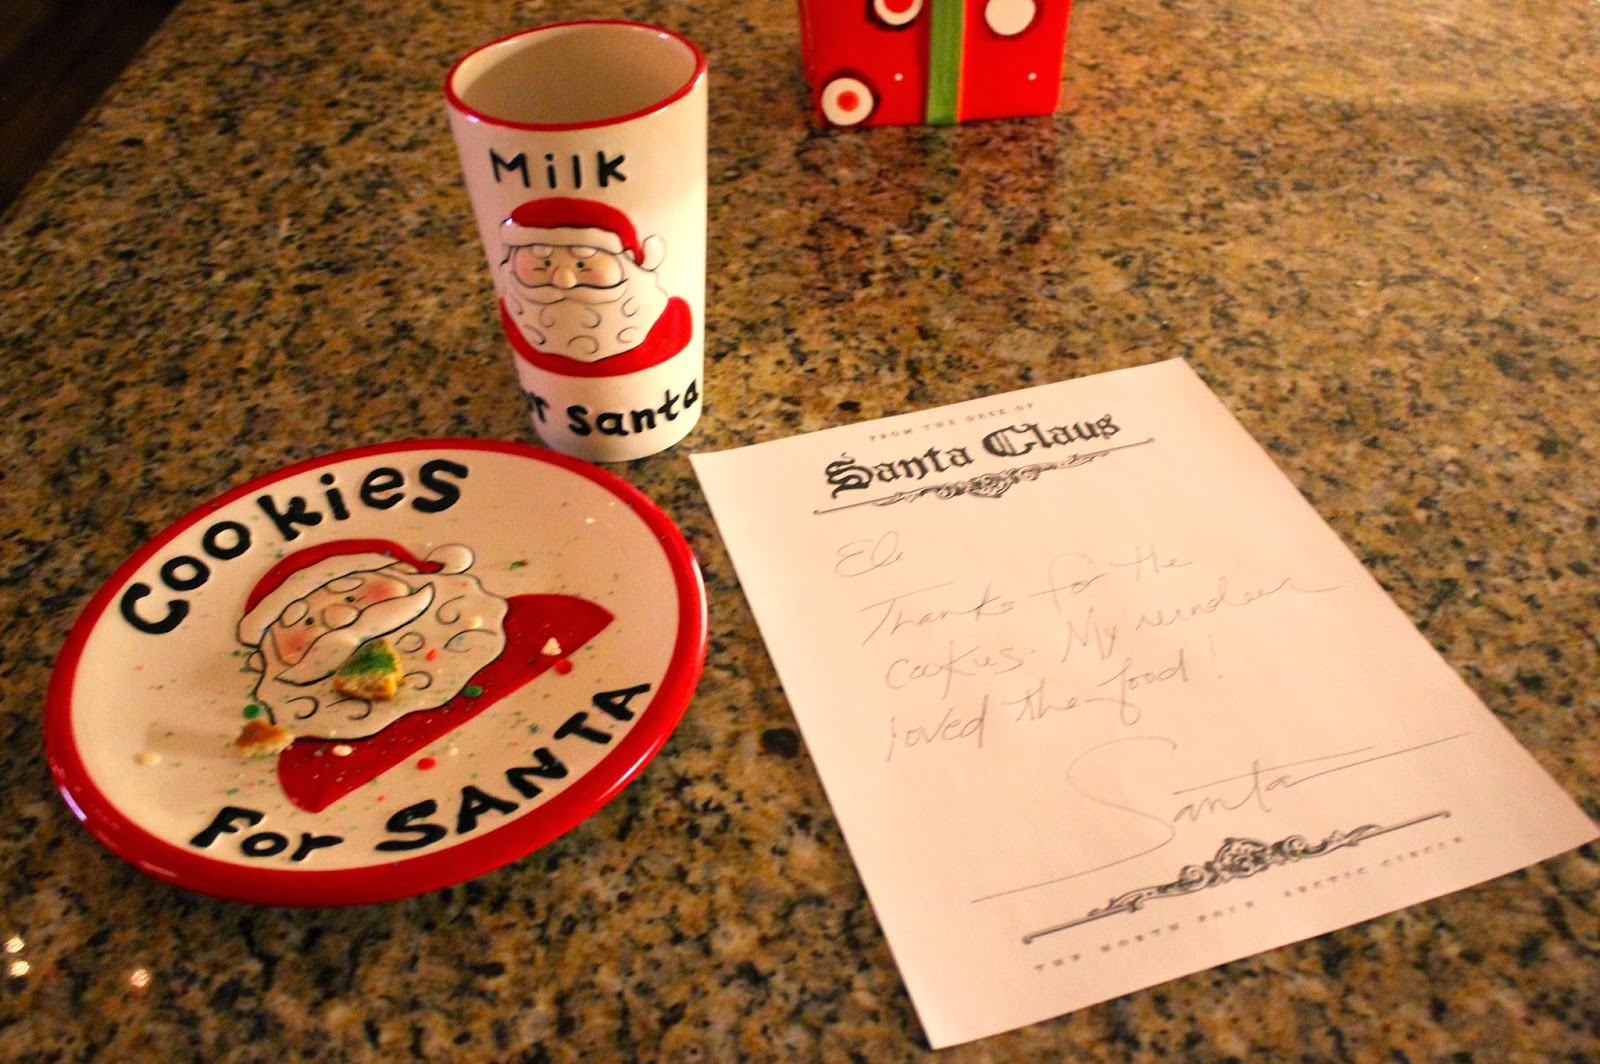 Milk
or Santa
Cookies
For SANTA
FROM THE DESK OF
Santa Claus
Eli
Thanks for the
cookies. My reindeer
loved the food!
Santa
THE NORTH POLE ARCTIC CIRCLE